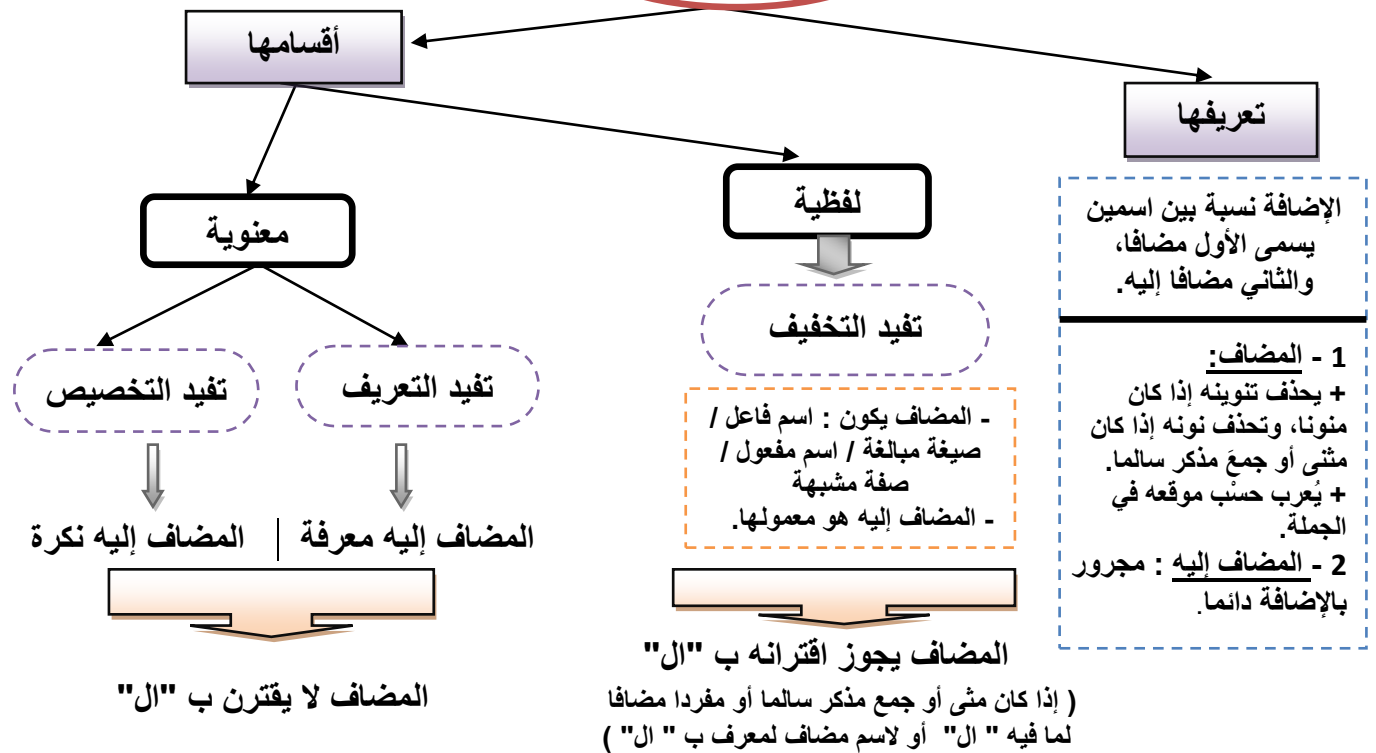 أقسامها
تعريفها
الإضافة نسبة بين اسمين
يسمى الأول مضافا،
والثاني مضافا إليه.
1 - المضاف:
+ يحذف تنوينه إذا كان
منونا، وتحذف نونه إذا كان
مثنى أو جمعَ مذكر سالما.
+ يُعرب حسْب موقعه في
الجملة.
2 - المضاف إليه : مجرور
بالإضافة دائما.
لفظية
تفيد التخفيف
- المضاف يكون : اسم فاعل /
صيغة مبالغة / اسم مفعول /
صفة مشبهة
- المضاف إليه هو معمولها.
المضاف يجوز اقترانه ب "ال"
( إذا كان مثى أو جمع مذكر سالما أو مفردا مضافا
لما فيه " ال" أو لاسم مضاف لمعرف ب " ال" )
معنوية
تفيد التعريف
تفيد التخصيص
المضاف إليه معرفة
المضاف إليه نكرة
المضاف لا يقترن ب "ال"